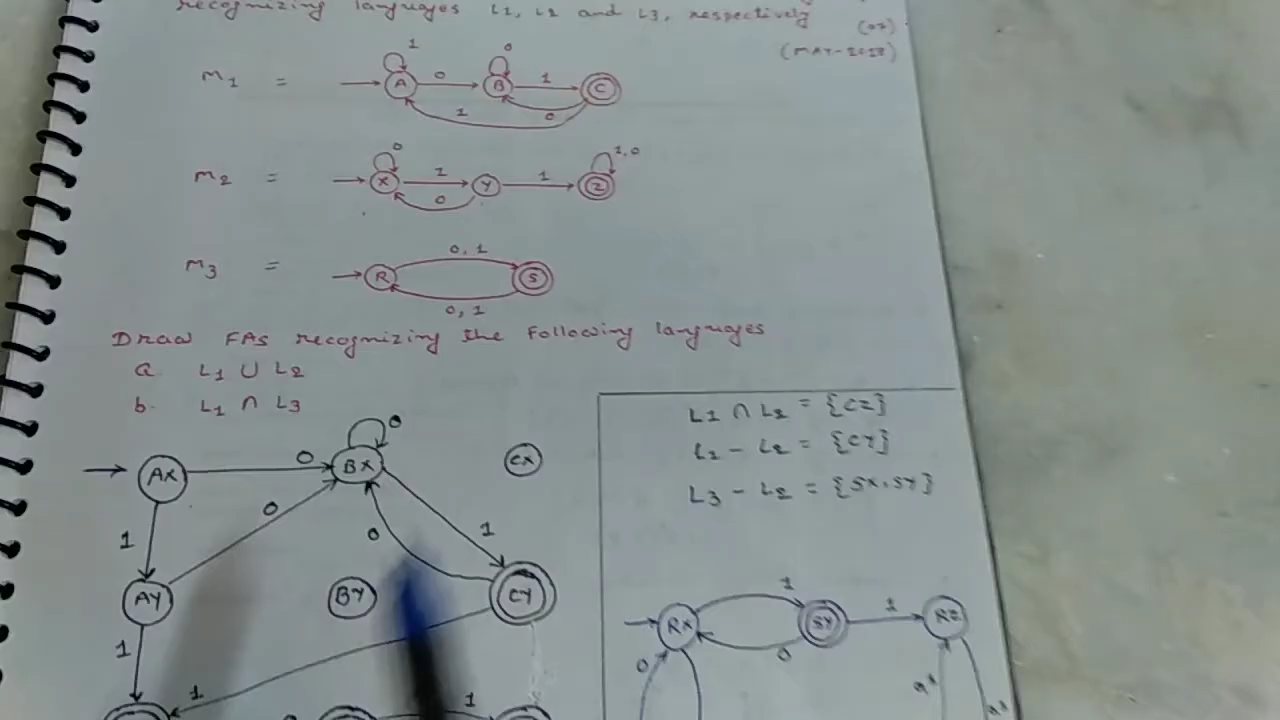 recognizing languages L1, L2 and L3, respectively
(07)
(MAY-2018)
M1 = A B C 1 0 0 1 0 1
M2 = X Y Z 0 1 0 1 1,0
M3 = R S 0,1 0,1
Draw FAs recognizing the following languages
a. L1 U L2
b. L1 ∩ L3
L1 ∩ L2 = {CZ}
L1 - L2 = {CY}
L3 - L2 = {SX, SY}
AX 0 BX 0 CX
1 0 0 1
AY BY CY
1 1
RX 1 SY 1 RZ
0 0
1